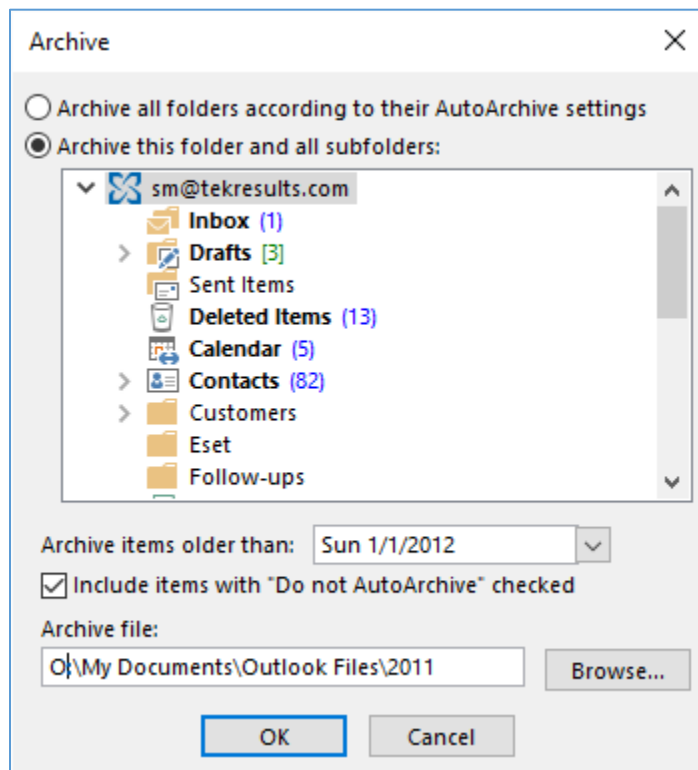 Archive
Archive all folders according to their AutoArchive settings
Archive this folder and all subfolders:
sm@tekresults.com
Inbox (1)
Drafts [3]
Sent Items
Deleted Items (13)
Calendar (5)
Contacts (82)
Customers
Eset
Follow-ups
Archive items older than: Sun 1/1/2012
Include items with "Do not AutoArchive" checked
Archive file:
O:\My Documents\Outlook Files\2011 Browse...
OK Cancel